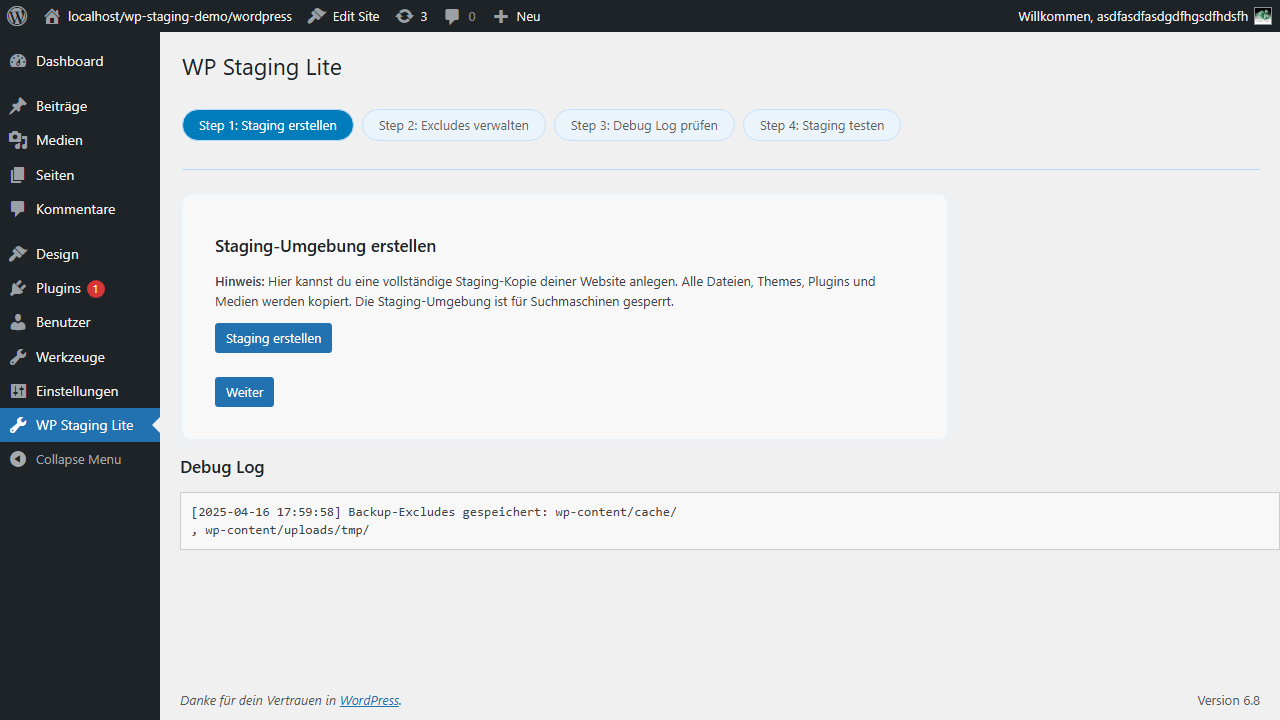 localhost/wp-staging-demo/wordpress Edit Site 3 0 Neu Willkommen, asdfasdfasdgdfhgsdfhdsfh
Dashboard
Beiträge
Medien
Seiten
Kommentare
Design
Plugins 1
Benutzer
Werkzeuge
Einstellungen
WP Staging Lite
Collapse Menu
WP Staging Lite
Step 1: Staging erstellen Step 2: Excludes verwalten Step 3: Debug Log prüfen Step 4: Staging testen
Staging-Umgebung erstellen
Hinweis: Hier kannst du eine vollständige Staging-Kopie deiner Website anlegen. Alle Dateien, Themes, Plugins und
Medien werden kopiert. Die Staging-Umgebung ist für Suchmaschinen gesperrt.
Staging erstellen
Weiter
Debug Log
[2025-04-16 17:59:58] Backup-Excludes gespeichert: wp-content/cache/
, wp-content/uploads/tmp/
Danke für dein Vertrauen in WordPress. Version 6.8